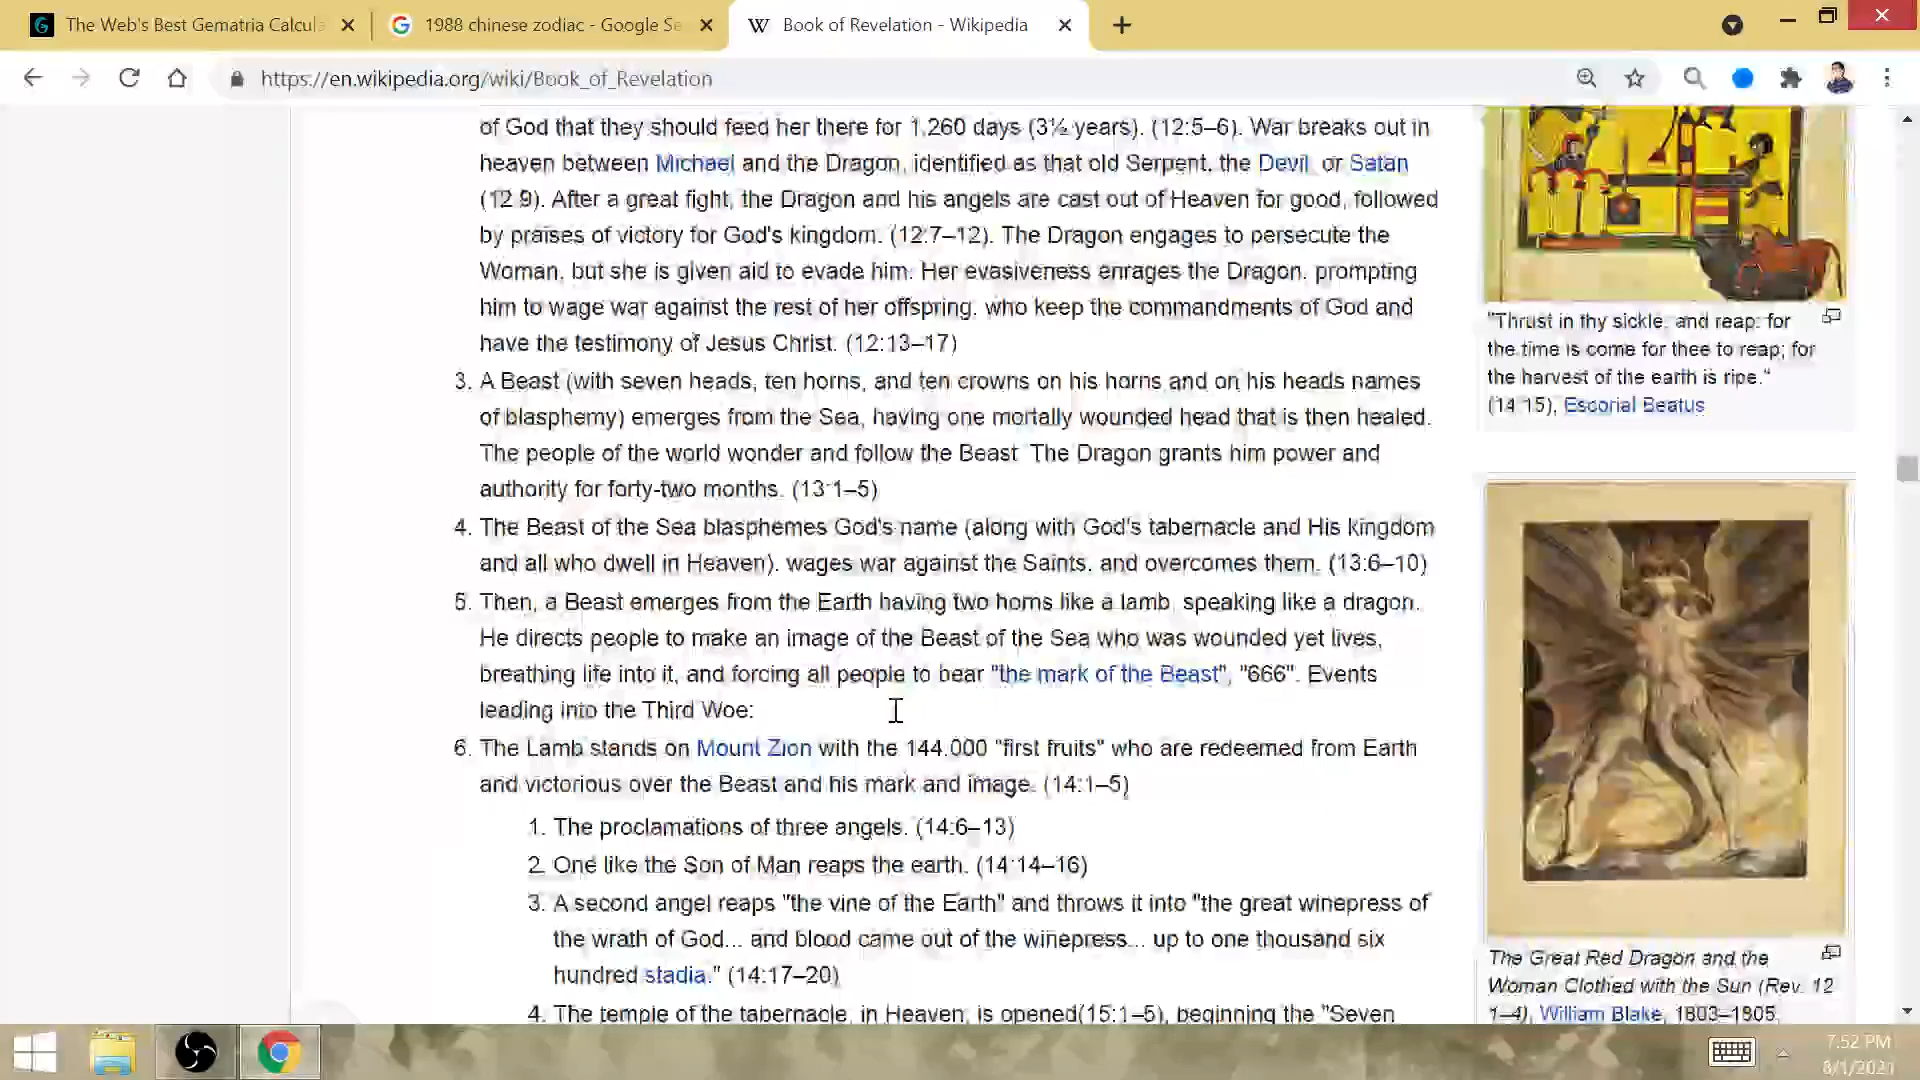 The Web's Best Gematria Calcula
1988 chinese zodiac - Google Se
Book of Revelation - Wikipedia
https://en.wikipedia.org/wiki/Book_of_Revelation
of God that they should feed her there for 1,260 days (3½ years). (12:5–6). War breaks out in
heaven between Michael and the Dragon, identified as that old Serpent, the Devil, or Satan
(12:9). After a great fight, the Dragon and his angels are cast out of Heaven for good, followed
by praises of victory for God's kingdom. (12:7–12). The Dragon engages to persecute the
Woman, but she is given aid to evade him. Her evasiveness enrages the Dragon, prompting
him to wage war against the rest of her offspring, who keep the commandments of God and
have the testimony of Jesus Christ. (12:13–17)
3. A Beast (with seven heads, ten horns, and ten crowns on his horns and on his heads names
of blasphemy) emerges from the Sea, having one mortally wounded head that is then healed.
The people of the world wonder and follow the Beast. The Dragon grants him power and
authority for forty-two months. (13:1–5)
4. The Beast of the Sea blasphemes God's name (along with God's tabernacle and His kingdom
and all who dwell in Heaven), wages war against the Saints, and overcomes them. (13:6–10)
5. Then, a Beast emerges from the Earth having two horns like a lamb, speaking like a dragon.
He directs people to make an image of the Beast of the Sea who was wounded yet lives,
breathing life into it, and forcing all people to bear "the mark of the Beast", "666". Events
leading into the Third Woe:
6. The Lamb stands on Mount Zion with the 144,000 "first fruits" who are redeemed from Earth
and victorious over the Beast and his mark and image. (14:1–5)
1. The proclamations of three angels. (14:6–13)
2. One like the Son of Man reaps the earth. (14:14–16)
3. A second angel reaps "the vine of the Earth" and throws it into "the great winepress of
the wrath of God... and blood came out of the winepress... up to one thousand six
hundred stadia." (14:17–20)
4. The temple of the tabernacle, in Heaven, is opened(15:1–5), beginning the "Seven
"Thrust in thy sickle, and reap: for
the time is come for thee to reap; for
the harvest of the earth is ripe."
(14:15), Escorial Beatus
The Great Red Dragon and the
Woman Clothed with the Sun (Rev. 12
1–4), William Blake, 1803–1805.
7:52 PM
8/1/2021